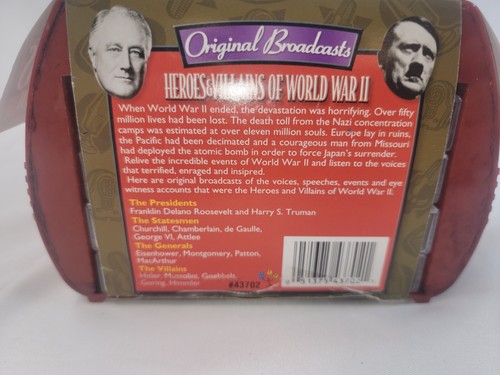 Original Broadcasts
HEROES & VILLAINS OF WORLD WAR II
When World War II ended, the devastation was horrifying. Over fifty
million lives had been lost. The death toll from the Nazi concentration
camps was estimated at over eleven million souls. Europe lay in ruins,
the Pacific had been decimated and a courageous man from Missouri
had deployed the atomic bomb in order to force Japan's surrender.
Relive the incredible events of World War II and listen to the voices
that terrified, enraged and inspired.
Here are original broadcasts of the voices, speeches, events and eye
witness accounts that were the Heroes and Villains of World War II.
The Presidents
Franklin Delano Roosevelt and Harry S. Truman
The Statesmen
Churchill, Chamberlain, de Gaulle,
George VI, Attlee
The Generals
Eisenhower, Montgomery, Patton,
MacArthur
The Villains
Hitler, Mussolini, Goebbels,
Goring, Himmler
#43702